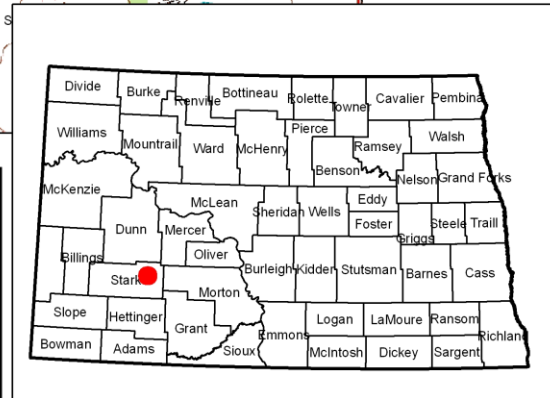 S
Divide Burke Renville Bottineau Rolette Towner Cavalier Pembina
Williams Mountrail Ward McHenry Pierce Benson Ramsey Walsh
McKenzie Dunn McLean Sheridan Wells Eddy Nelson Grand Forks
Mercer Foster Griggs Steele Traill
Billings Oliver
Stark Morton Burleigh Kidder Stutsman Barnes Cass
Slope Hettinger Grant Emmons Logan LaMoure Ransom Richland
Bowman Adams Sioux McIntosh Dickey Sargent